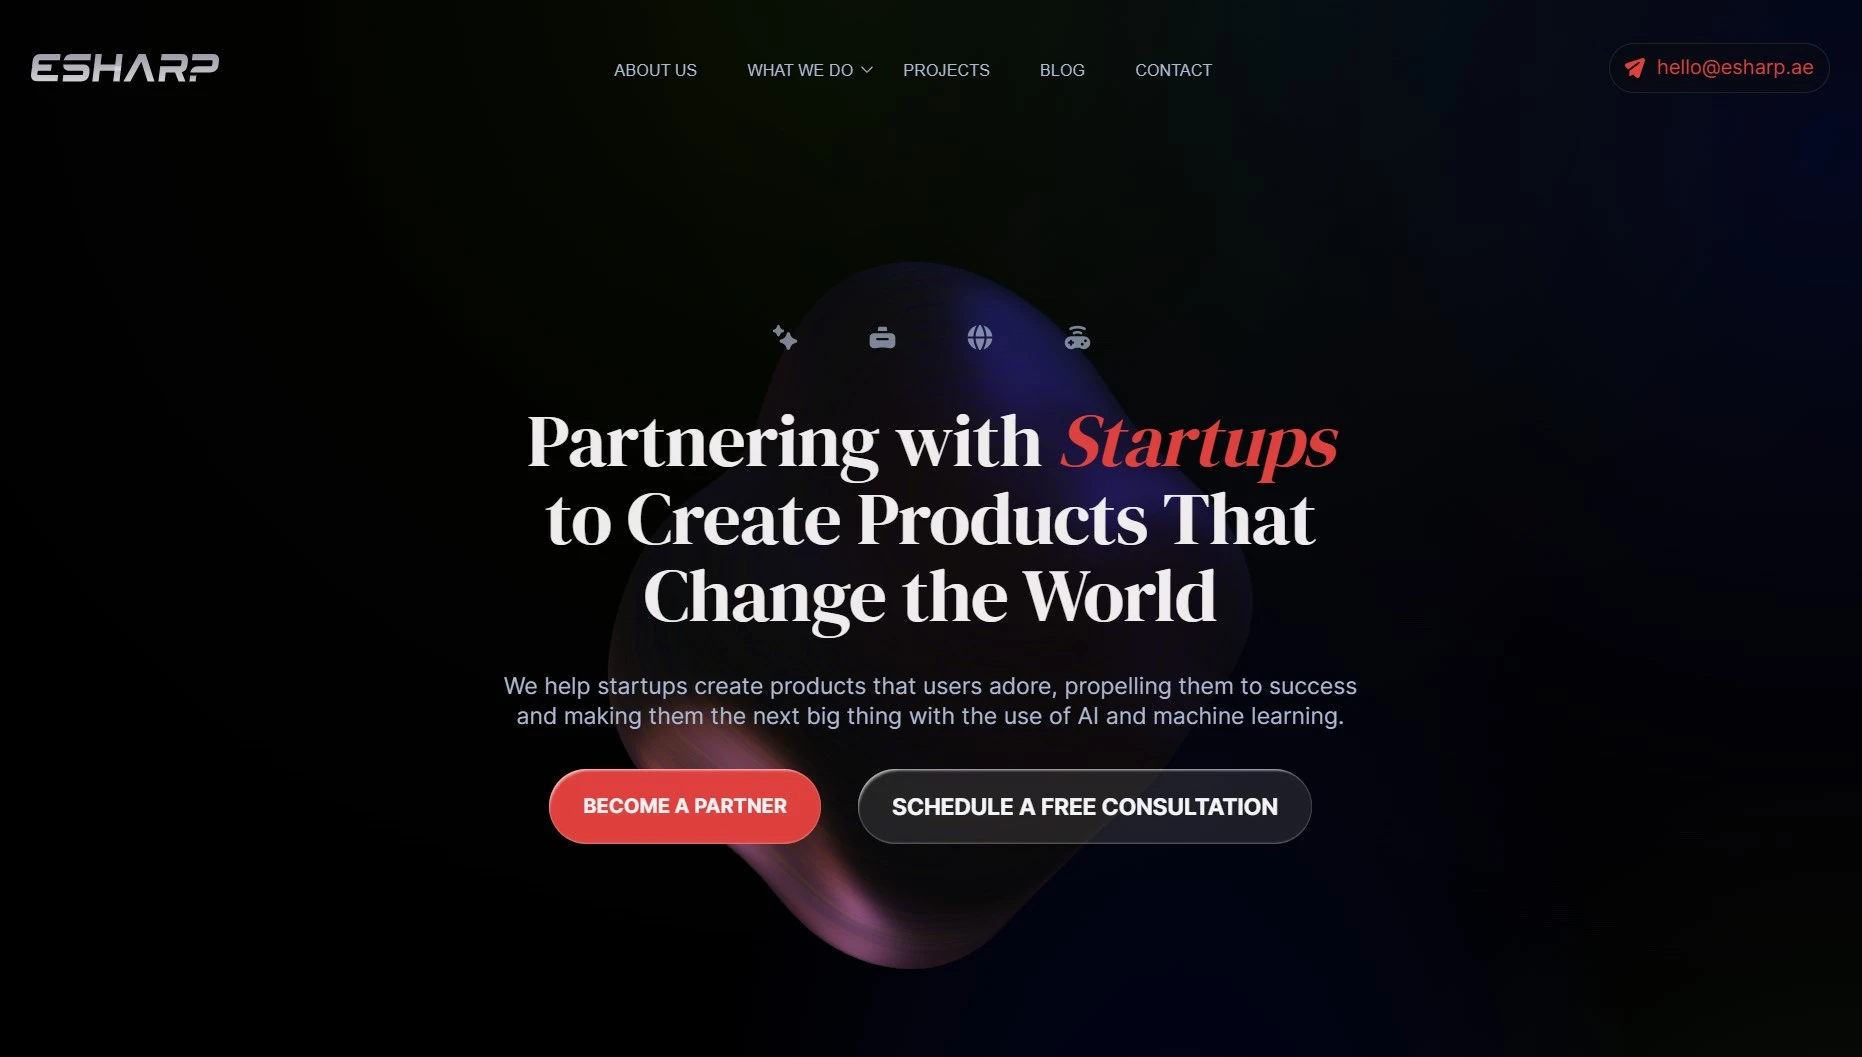 ESHARP
ABOUT US
WHAT WE DO
PROJECTS
BLOG
CONTACT
hello@esharp.ae
Partnering with Startups
to Create Products That
Change the World
We help startups create products that users adore, propelling them to success
and making them the next big thing with the use of AI and machine learning.
BECOME A PARTNER
SCHEDULE A FREE CONSULTATION